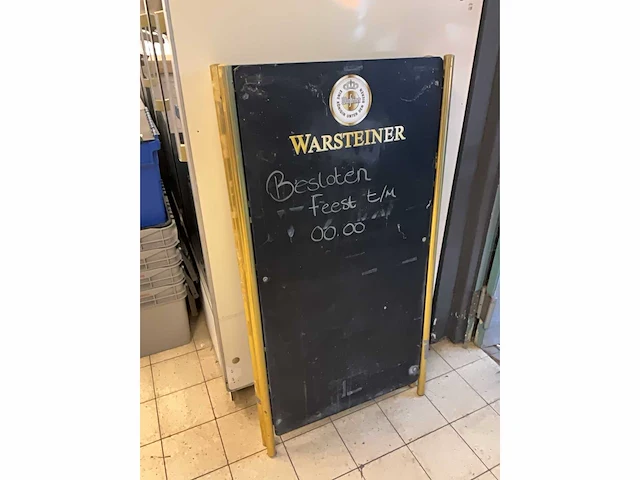 WARSTEINER
Besloten
Feest t/m
00.00